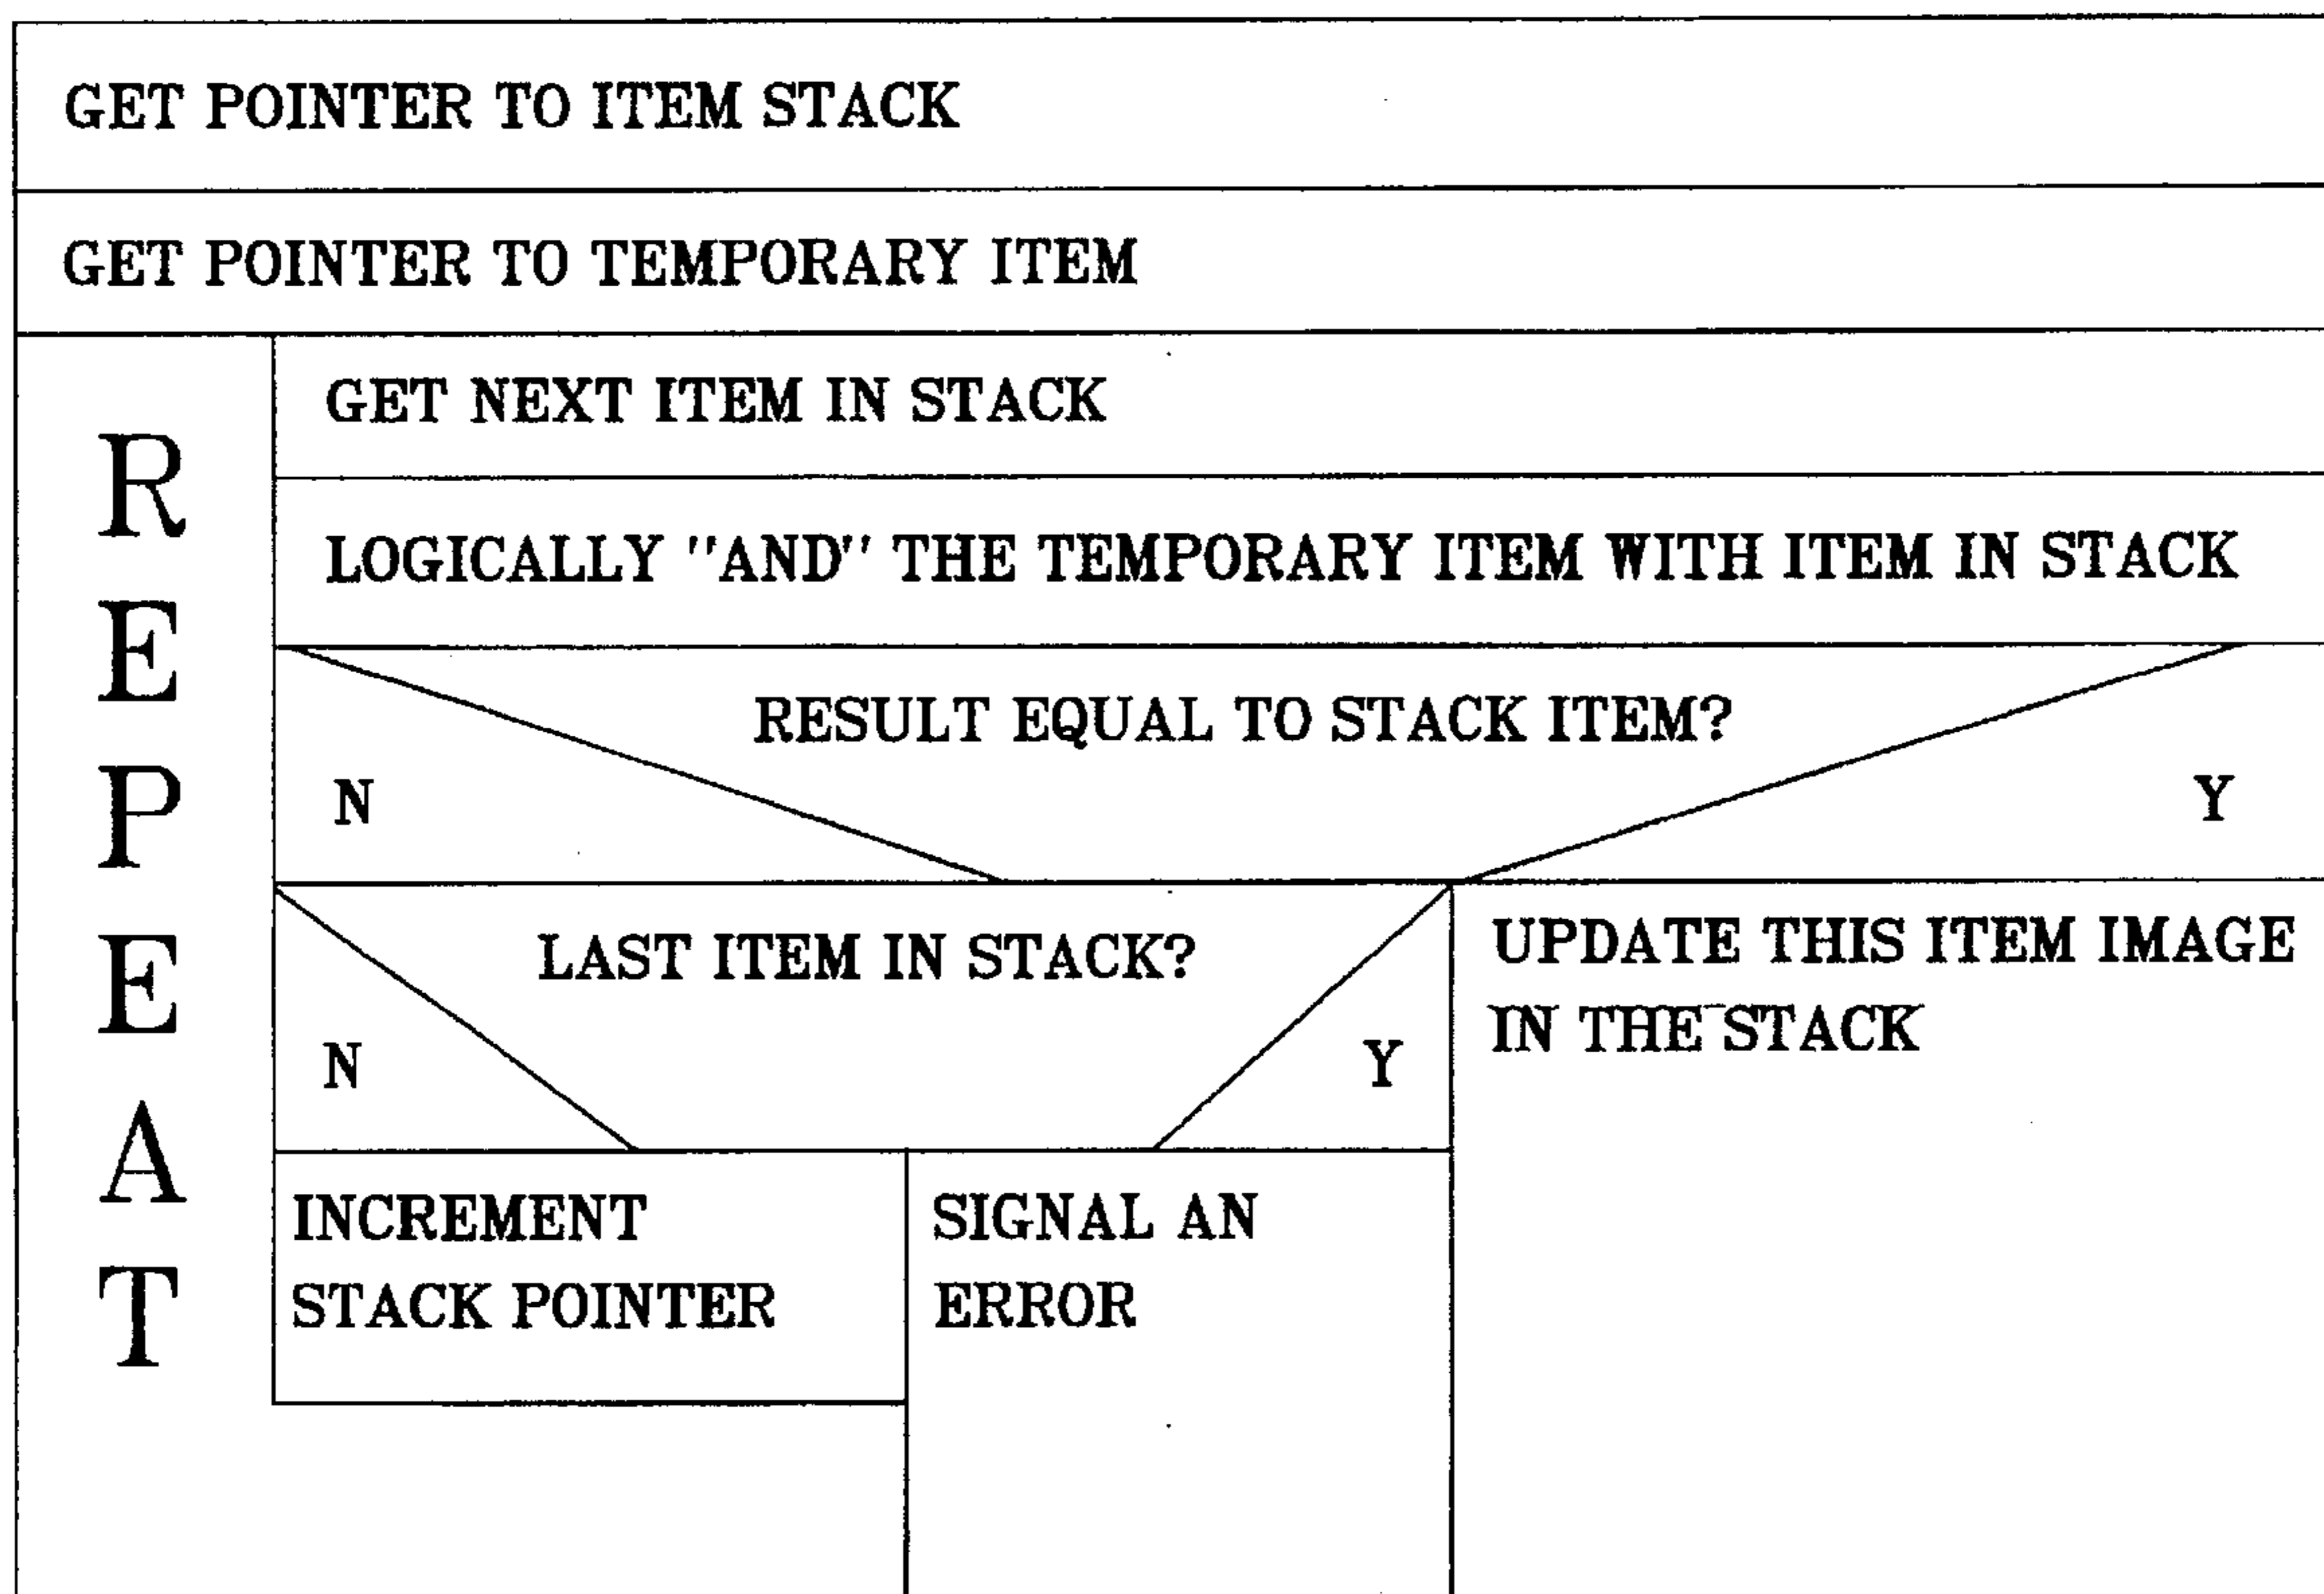 GET POINTER TO ITEM STACK
GET POINTER TO TEMPORARY ITEM
REPEAT
GET NEXT ITEM IN STACK
LOGICALLY "AND" THE TEMPORARY ITEM WITH ITEM IN STACK
RESULT EQUAL TO STACK ITEM?
N
Y
LAST ITEM IN STACK?
N
Y
UPDATE THIS ITEM IMAGE
IN THE STACK
INCREMENT
STACK POINTER
SIGNAL AN
ERROR